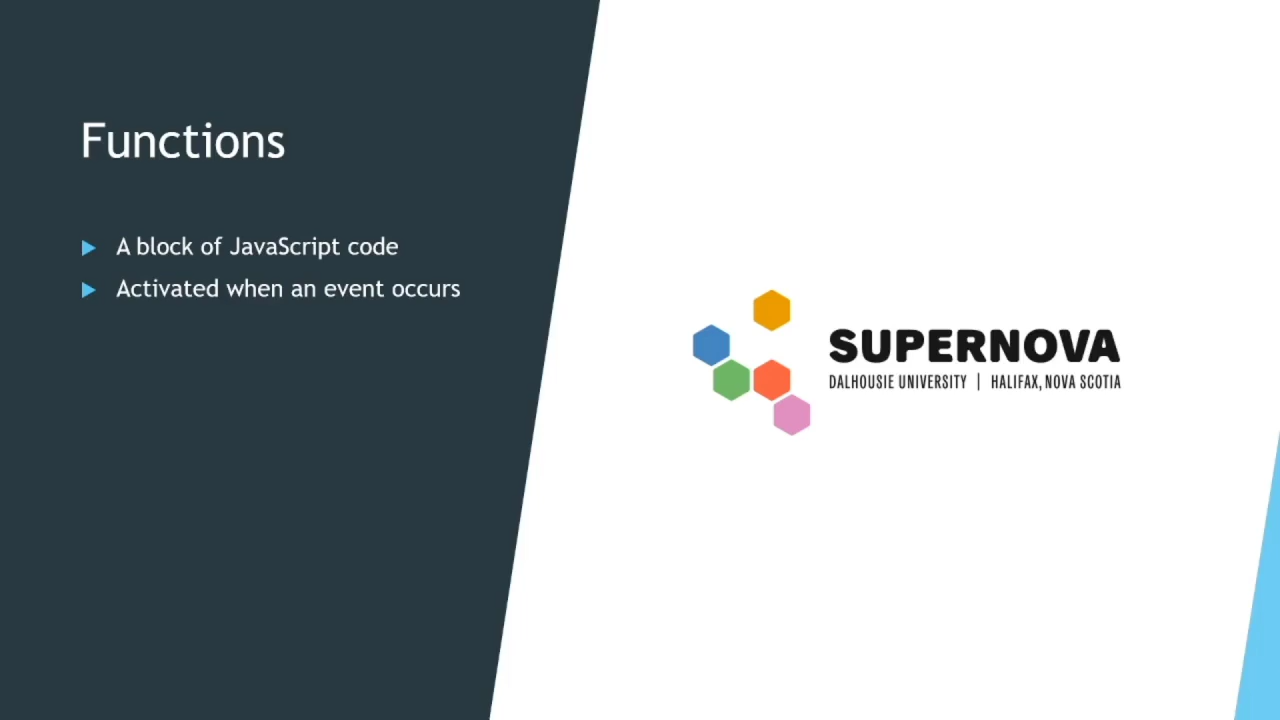 Functions
A block of JavaScript code
Activated when an event occurs
SUPERNOVA
DALHOUSIE UNIVERSITY | HALIFAX, NOVA SCOTIA